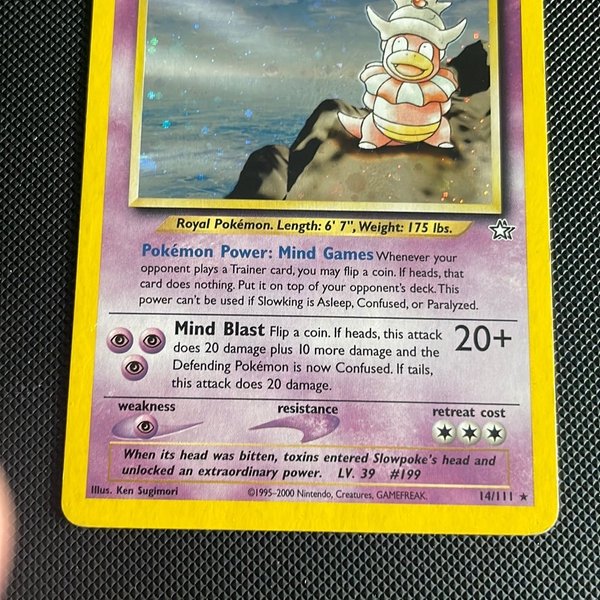 Royal Pokémon. Length: 6' 7", Weight: 175 lbs.
Pokémon Power: Mind Games Whenever your
opponent plays a Trainer card, you may flip a coin. If heads, that
card does nothing. Put it on top of your opponent's deck. This
power can't be used if Slowking is Asleep, Confused, or Paralyzed.
Mind Blast Flip a coin. If heads, this attack
does 20 damage plus 10 more damage and the
Defending Pokémon is now Confused. If tails,
this attack does 20 damage.
20+
weakness resistance retreat cost
When its head was bitten, toxins entered Slowpoke's head and
unlocked an extraordinary power. LV. 39 #199
Illus. Ken Sugimori ©1995–2000 Nintendo, Creatures, GAMEFREAK. 14/111 ★